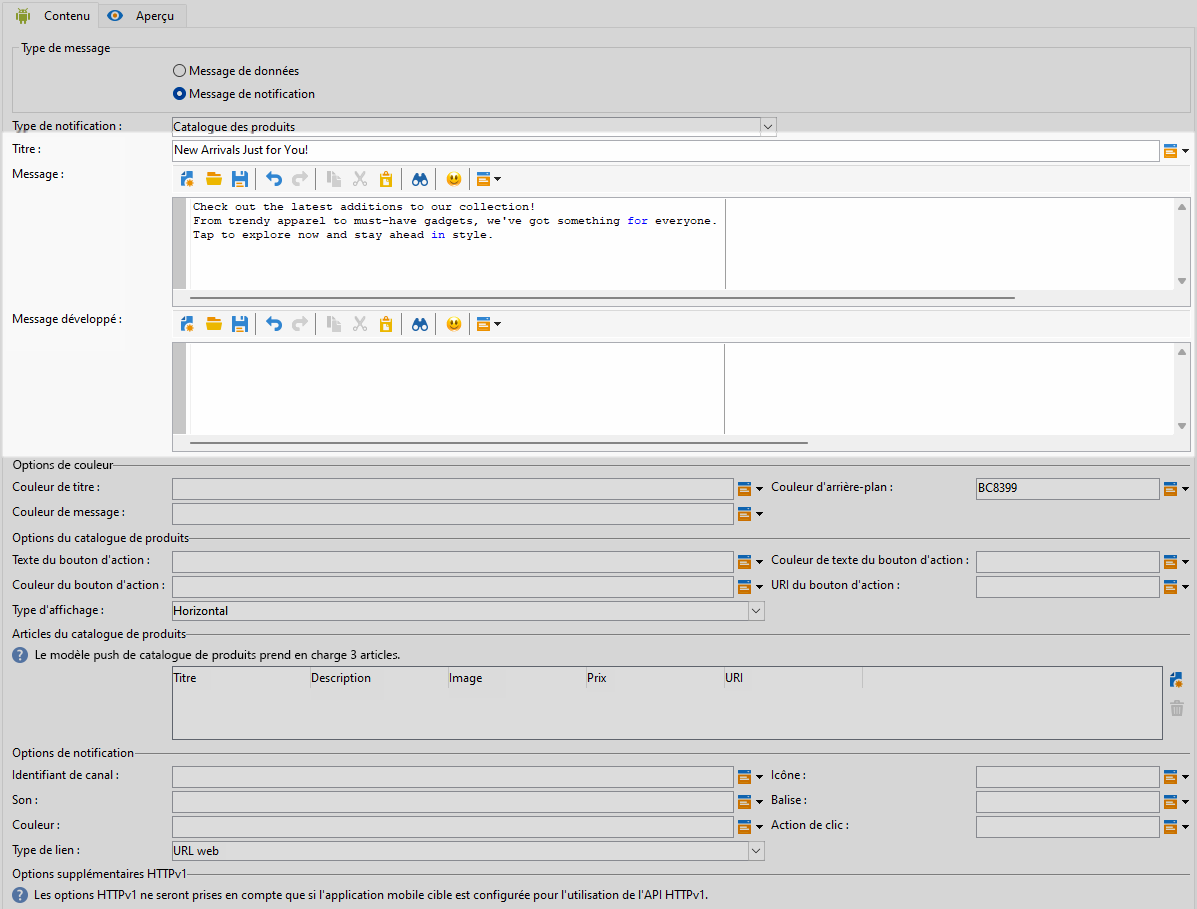 Contenu Aperçu
Type de message
Message de données
Message de notification
Type de notification : Catalogue des produits
Titre : New Arrivals Just for You!
Message :
Check out the latest additions to our collection!
From trendy apparel to must-have gadgets, we've got something for everyone.
Tap to explore now and stay ahead in style.
Message développé :
Options de couleur
Couleur de titre : Couleur d'arrière-plan : BC8399
Couleur de message :
Options du catalogue de produits
Texte du bouton d'action : Couleur de texte du bouton d'action :
Couleur du bouton d'action : URI du bouton d'action :
Type d'affichage : Horizontal
Articles du catalogue de produits
Le modèle push de catalogue de produits prend en charge 3 articles.
Titre Description Image Prix URI
Options de notification
Identifiant de canal : Icône :
Son : Balise :
Couleur : Action de clic :
Type de lien : URL web
Options supplémentaires HTTPv1
Les options HTTPv1 ne seront prises en compte que si l'application mobile cible est configurée pour l'utilisation de l'API HTTPv1.